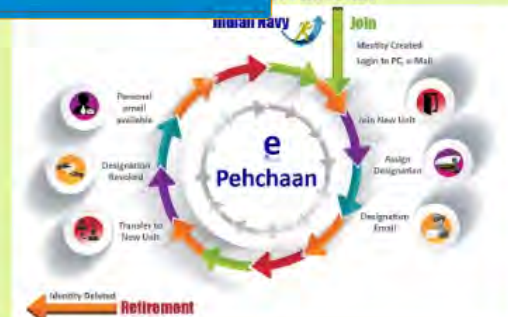 Indian Navy
Join
Identity Created
Login to PC, e-Mail
Join New Unit
Assign
Designation
Designation
Email
e
Pehchaan
Personal
email
available
Designation
Revoked
Transfer to
New Unit
Identity Deleted
Retirement